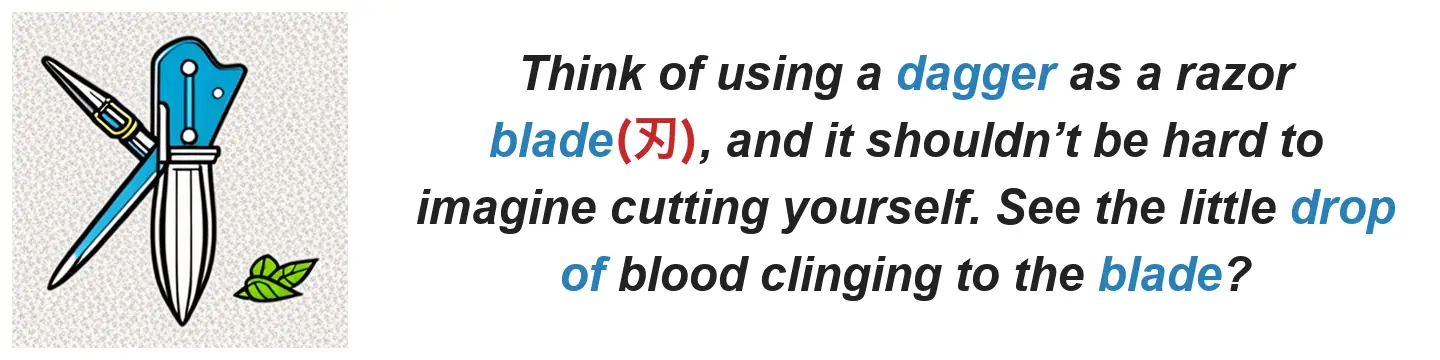 Think of using a dagger as a razor
blade(刃), and it shouldn’t be hard to
imagine cutting yourself. See the little drop
of blood clinging to the blade?